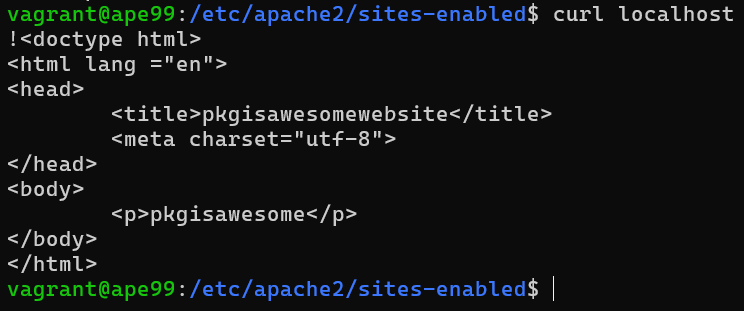 vagrant@ape99:/etc/apache2/sites-enabled$ curl localhost
!<doctype html>
<html lang ="en">
<head>
        <title>pkgisawesomewebsite</title>
        <meta charset="utf-8">
</head>
<body>
        <p>pkgisawesome</p>
</body>
</html>
vagrant@ape99:/etc/apache2/sites-enabled$